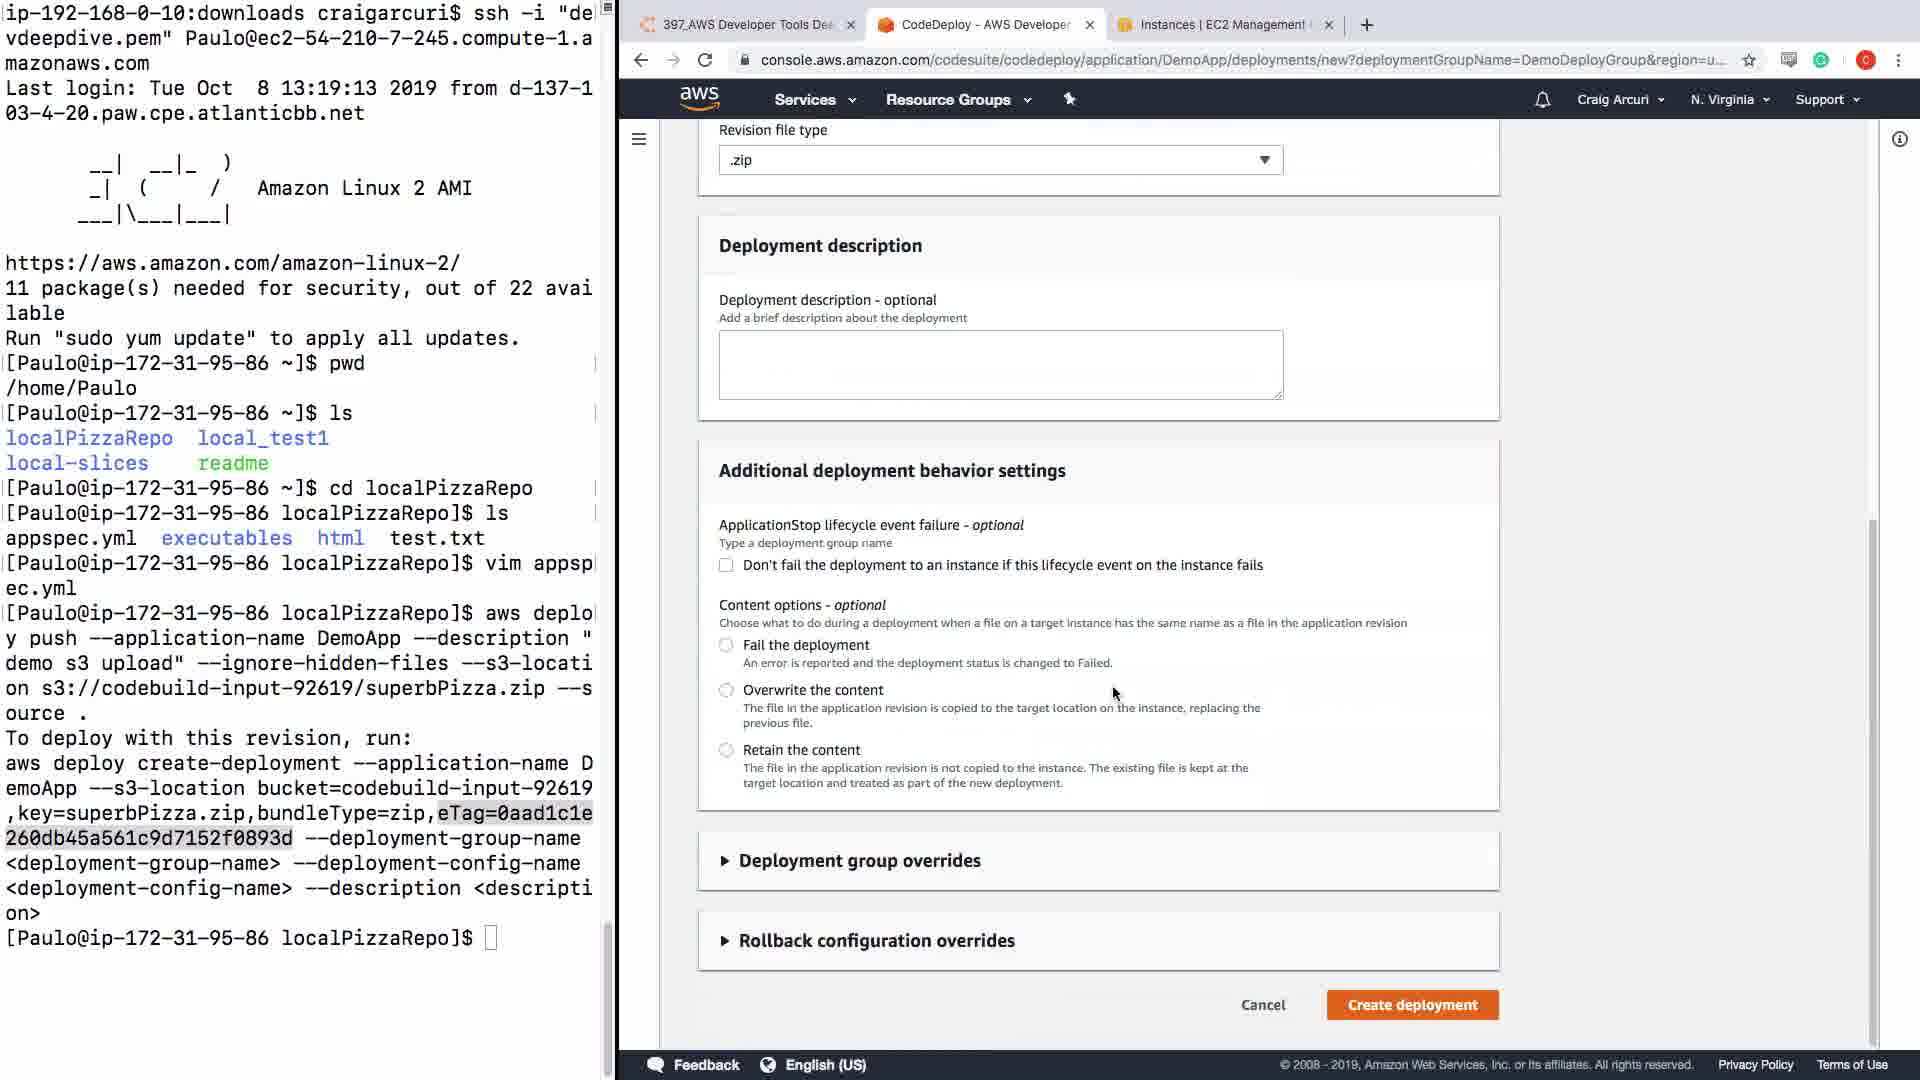 ip-192-168-0-10:downloads craigarcuri$ ssh -i "de
vdeepdive.pem" Paulo@ec2-54-210-7-245.compute-1.a
mazonaws.com
Last login: Tue Oct  8 13:19:13 2019 from d-137-1
03-4-20.paw.cpe.atlanticbb.net
__|  __|_  )
_|  (     /   Amazon Linux 2 AMI
___|\___|___|
https://aws.amazon.com/amazon-linux-2/
11 package(s) needed for security, out of 22 avai
lable
Run "sudo yum update" to apply all updates.
[Paulo@ip-172-31-95-86 ~]$ pwd
/home/Paulo
[Paulo@ip-172-31-95-86 ~]$ ls
localPizzaRepo  local_test1
local-slices    readme
[Paulo@ip-172-31-95-86 ~]$ cd localPizzaRepo
[Paulo@ip-172-31-95-86 localPizzaRepo]$ ls
appspec.yml  executables  html  test.txt
[Paulo@ip-172-31-95-86 localPizzaRepo]$ vim appsp
ec.yml
[Paulo@ip-172-31-95-86 localPizzaRepo]$ aws deplo
y push --application-name DemoApp --description "
demo s3 upload" --ignore-hidden-files --s3-locati
on s3://codebuild-input-92619/superbPizza.zip --s
ource .
To deploy with this revision, run:
aws deploy create-deployment --application-name D
emoApp --s3-location bucket=codebuild-input-92619
,key=superbPizza.zip,bundleType=zip,eTag=0aad1c1e
260db45a561c9d7152f0893d --deployment-group-name
<deployment-group-name> --deployment-config-name
<deployment-config-name> --description <descripti
on>
[Paulo@ip-172-31-95-86 localPizzaRepo]$
397_AWS Developer Tools Dee
CodeDeploy - AWS Developer
Instances | EC2 Management
console.aws.amazon.com/codesuite/codedeploy/application/DemoApp/deployments/new?deploymentGroupName=DemoDeployGroup&region=u...
C
aws
Services
Resource Groups
Craig Arcuri
N. Virginia
Support
Revision file type
.zip
Deployment description
Deployment description - optional
Add a brief description about the deployment
Additional deployment behavior settings
ApplicationStop lifecycle event failure - optional
Type a deployment group name
Don't fail the deployment to an instance if this lifecycle event on the instance fails
Content options - optional
Choose what to do during a deployment when a file on a target instance has the same name as a file in the application revision
Fail the deployment
An error is reported and the deployment status is changed to Failed.
Overwrite the content
The file in the application revision is copied to the target location on the instance, replacing the
previous file.
Retain the content
The file in the application revision is not copied to the instance. The existing file is kept at the
target location and treated as part of the new deployment.
Deployment group overrides
Rollback configuration overrides
Cancel
Create deployment
Feedback
English (US)
© 2008 - 2019, Amazon Web Services, Inc. or its affiliates. All rights reserved.
Privacy Policy
Terms of Use